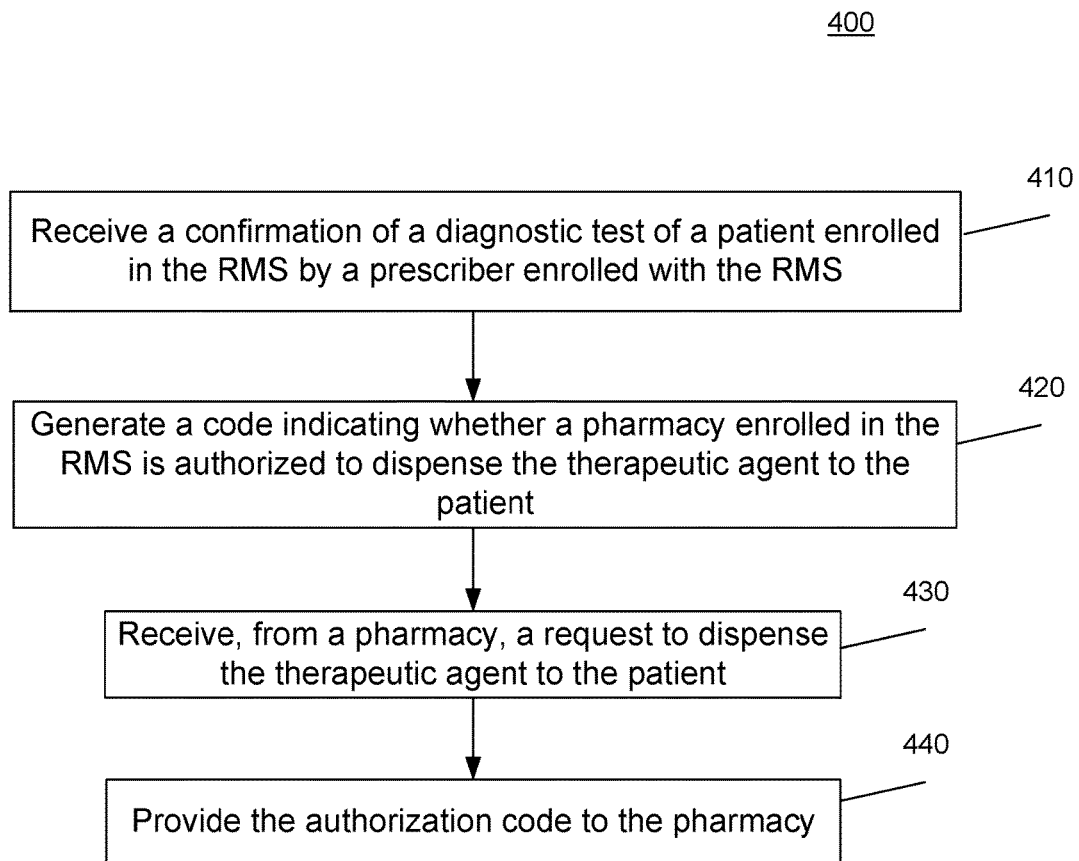 400
410
Receive a confirmation of a diagnostic test of a patient enrolled
in the RMS by a prescriber enrolled with the RMS
420
Generate a code indicating whether a pharmacy enrolled in the
RMS is authorized to dispense the therapeutic agent to the
patient
430
Receive, from a pharmacy, a request to dispense
the therapeutic agent to the patient
440
Provide the authorization code to the pharmacy